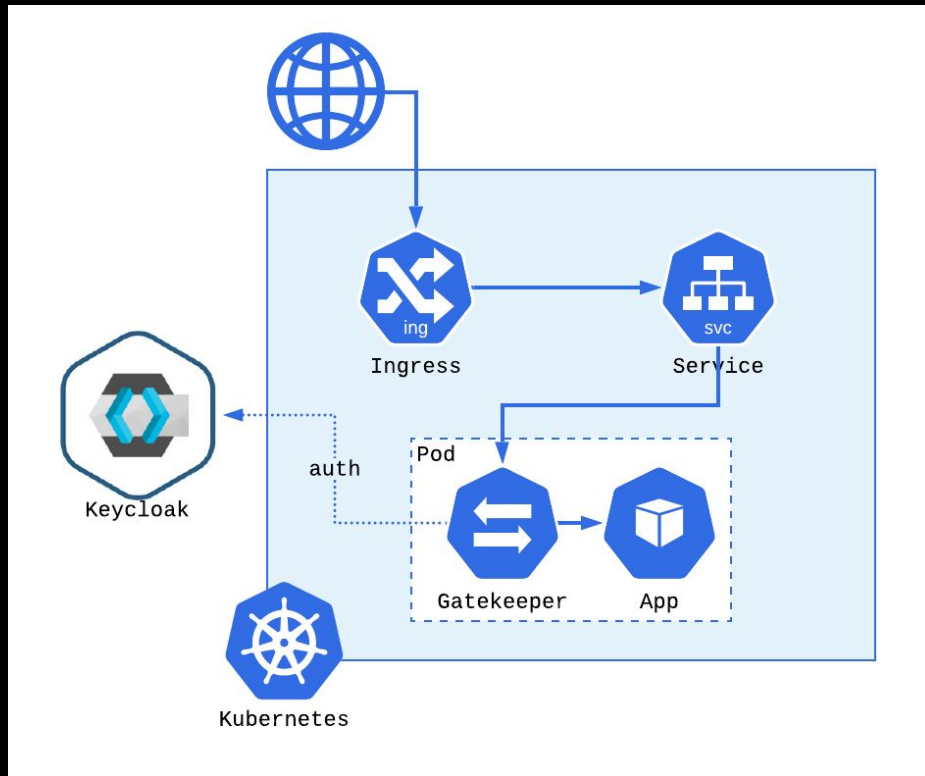 ing
svc
Ingress
Service
Pod
auth
Keycloak
Gatekeeper
App
Kubernetes